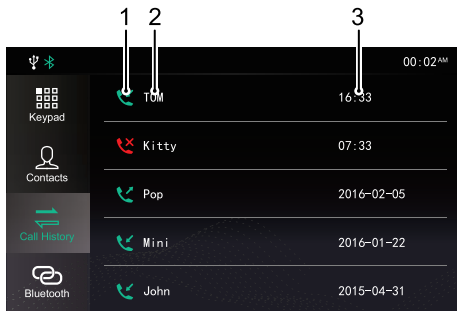 1 2 3
00:02AM
Keypad
Contacts
Call History
Bluetooth
TOM 16:33
Kitty 07:33
Pop 2016-02-05
Mini 2016-01-22
John 2015-04-31